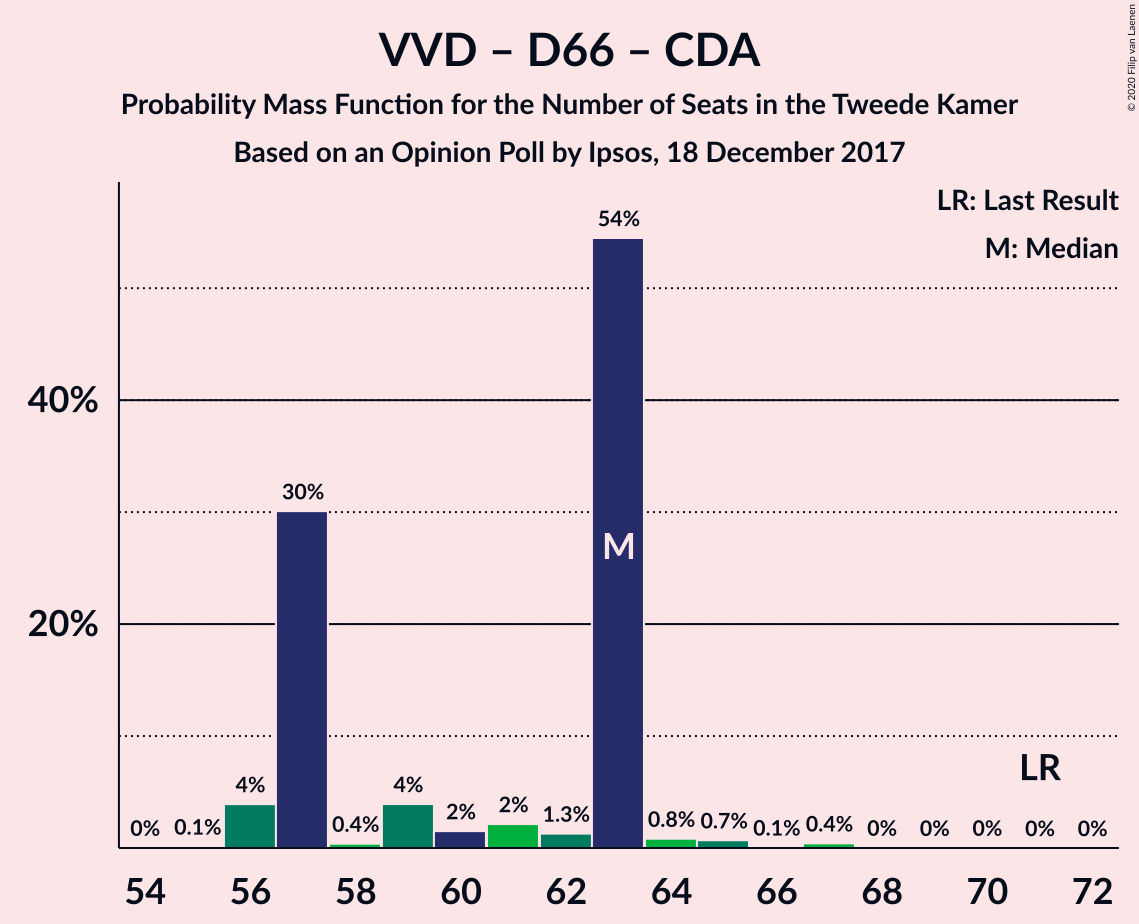 VVD – D66 – CDA
Probability Mass Function for the Number of Seats in the Tweede Kamer
Based on an Opinion Poll by Ipsos, 18 December 2017
© 2020 Filip van Laenen
LR: Last Result
M: Median
40%
20%
0%
0.1%
4%
30%
0.4%
4%
2%
2%
1.3%
54%
M
0.8%
0.7%
0.1%
0.4%
0%
0%
0%
LR
0%
0%
54 56 58 60 62 64 66 68 70 72